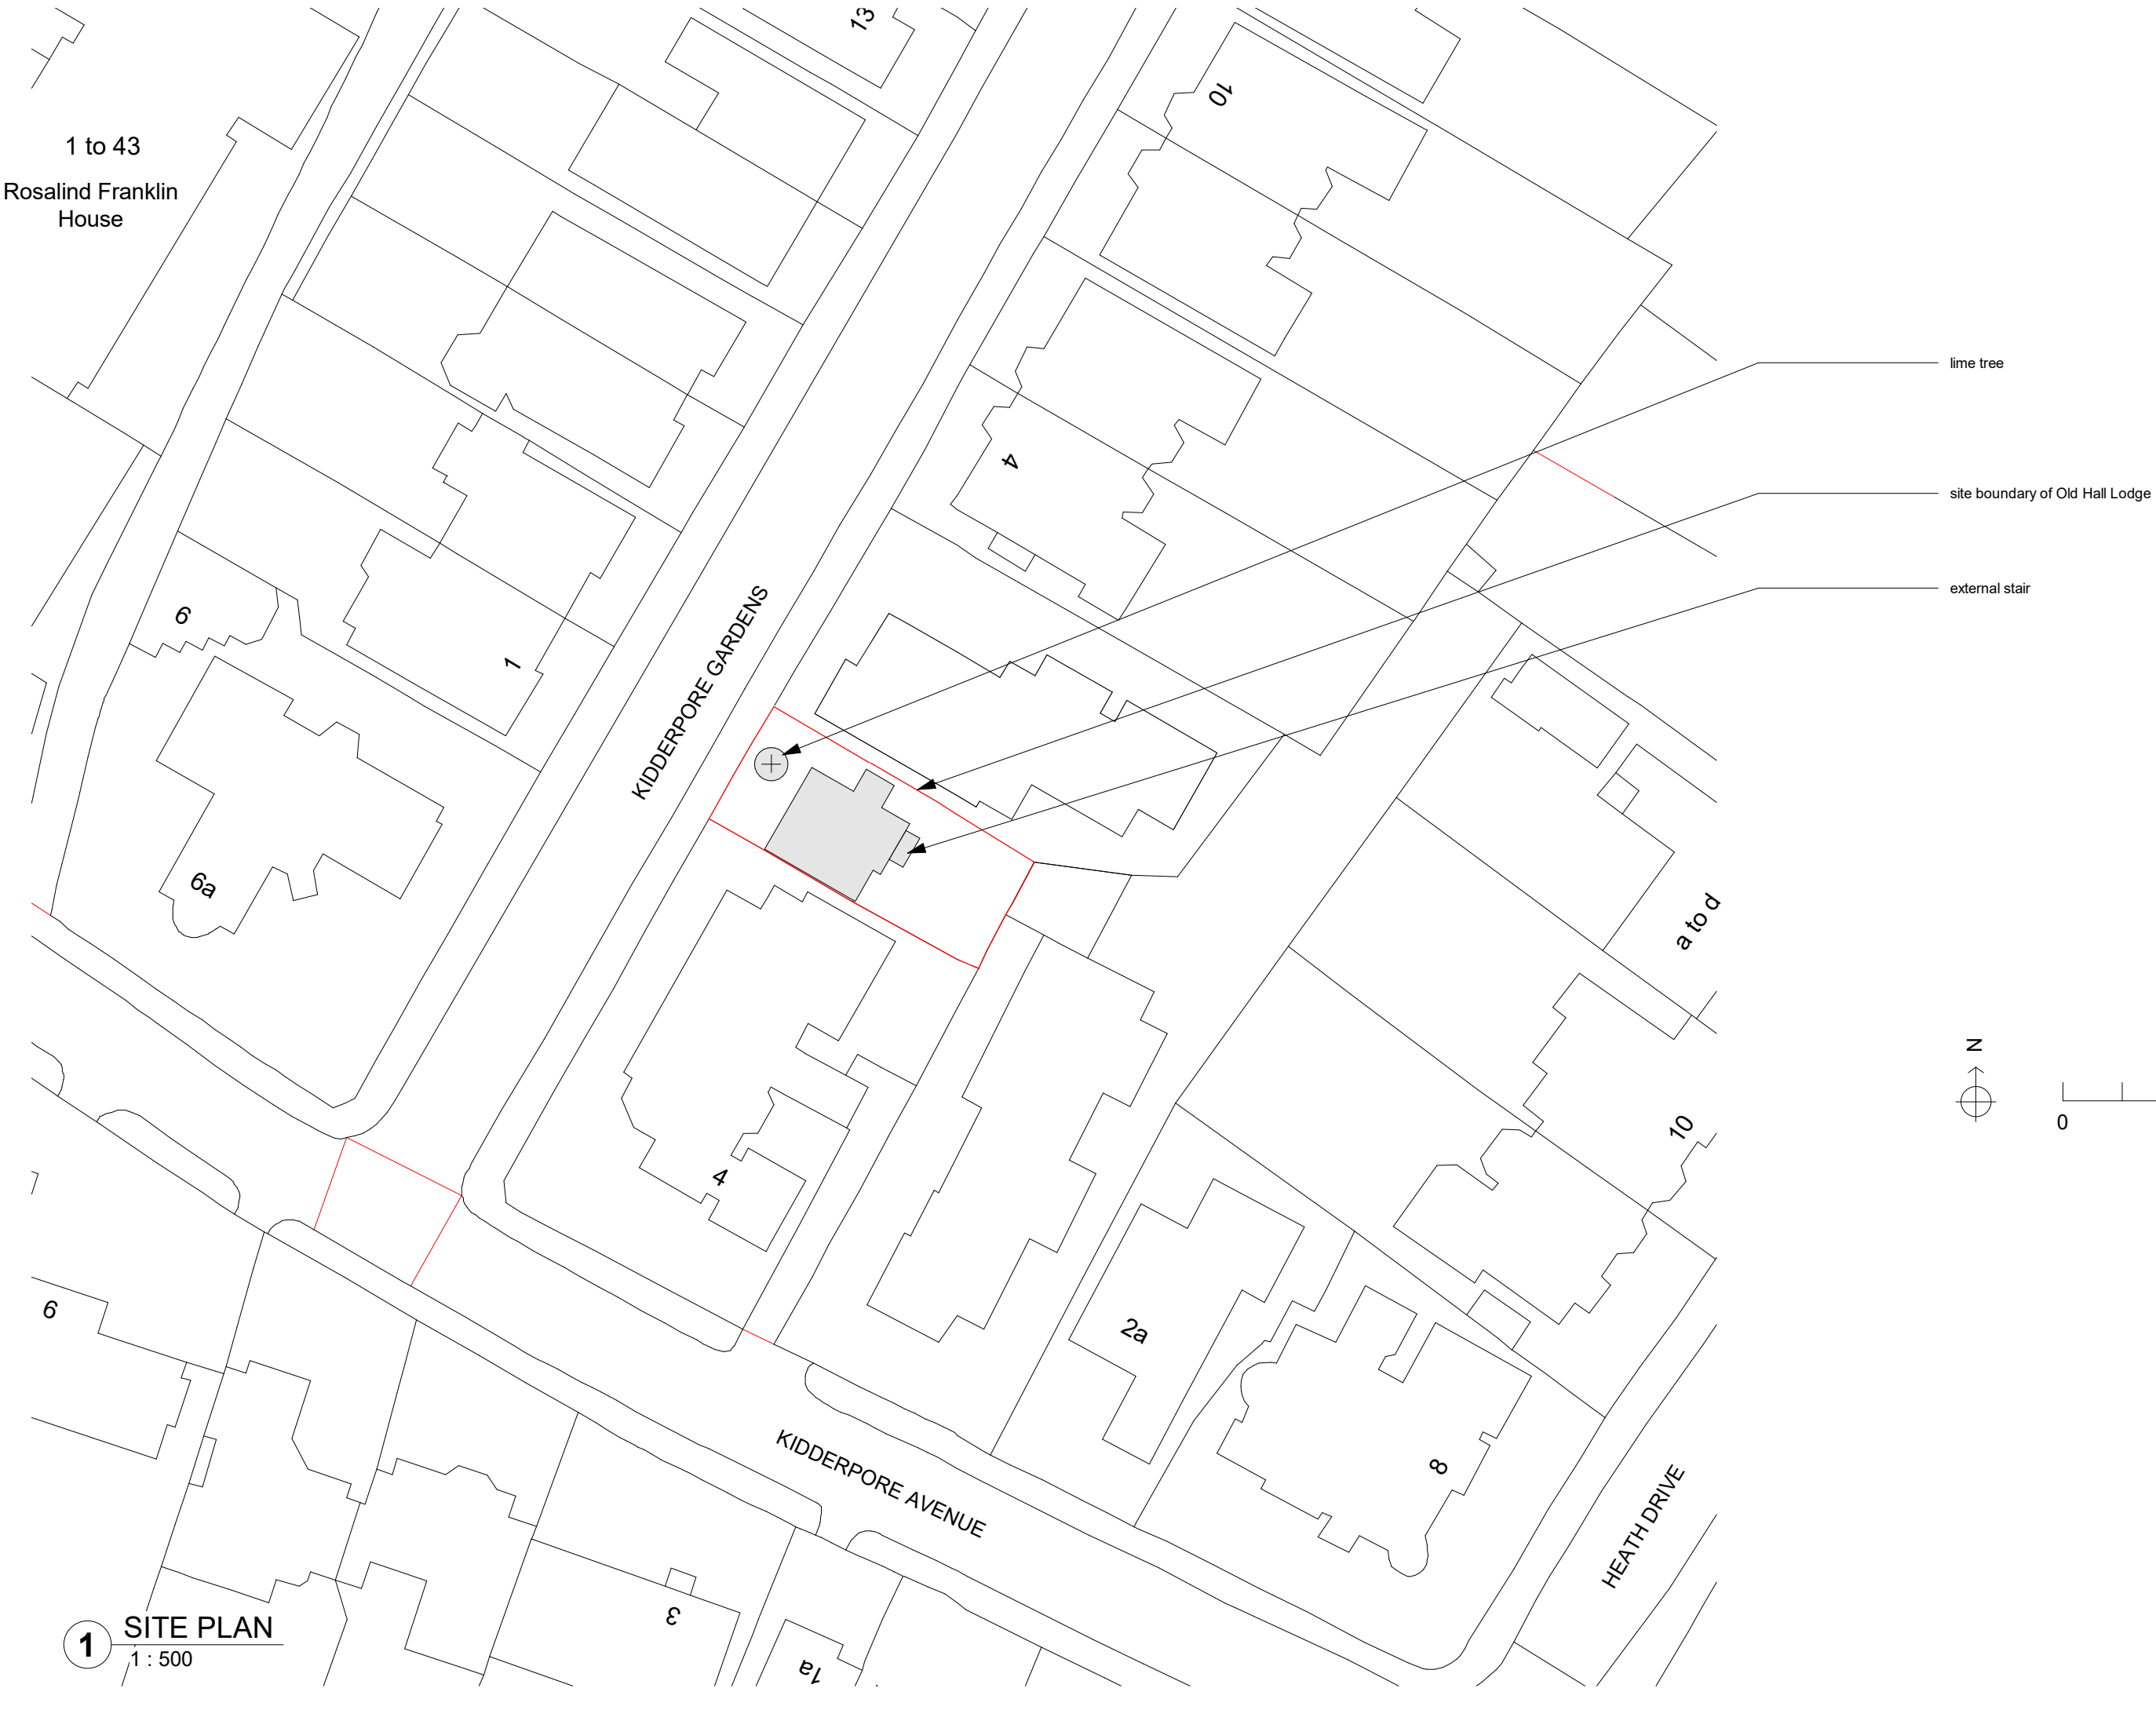 13
10
1 to 43
Rosalind Franklin
House
lime tree
4
site boundary of Old Hall Lodge
external stair
6
1
KIDDERPORE GARDENS
6a
a to d
N
0
10
4
6
2a
KIDDERPORE AVENUE
8
HEATH DRIVE
3
1a
1 SITE PLAN
1 : 500